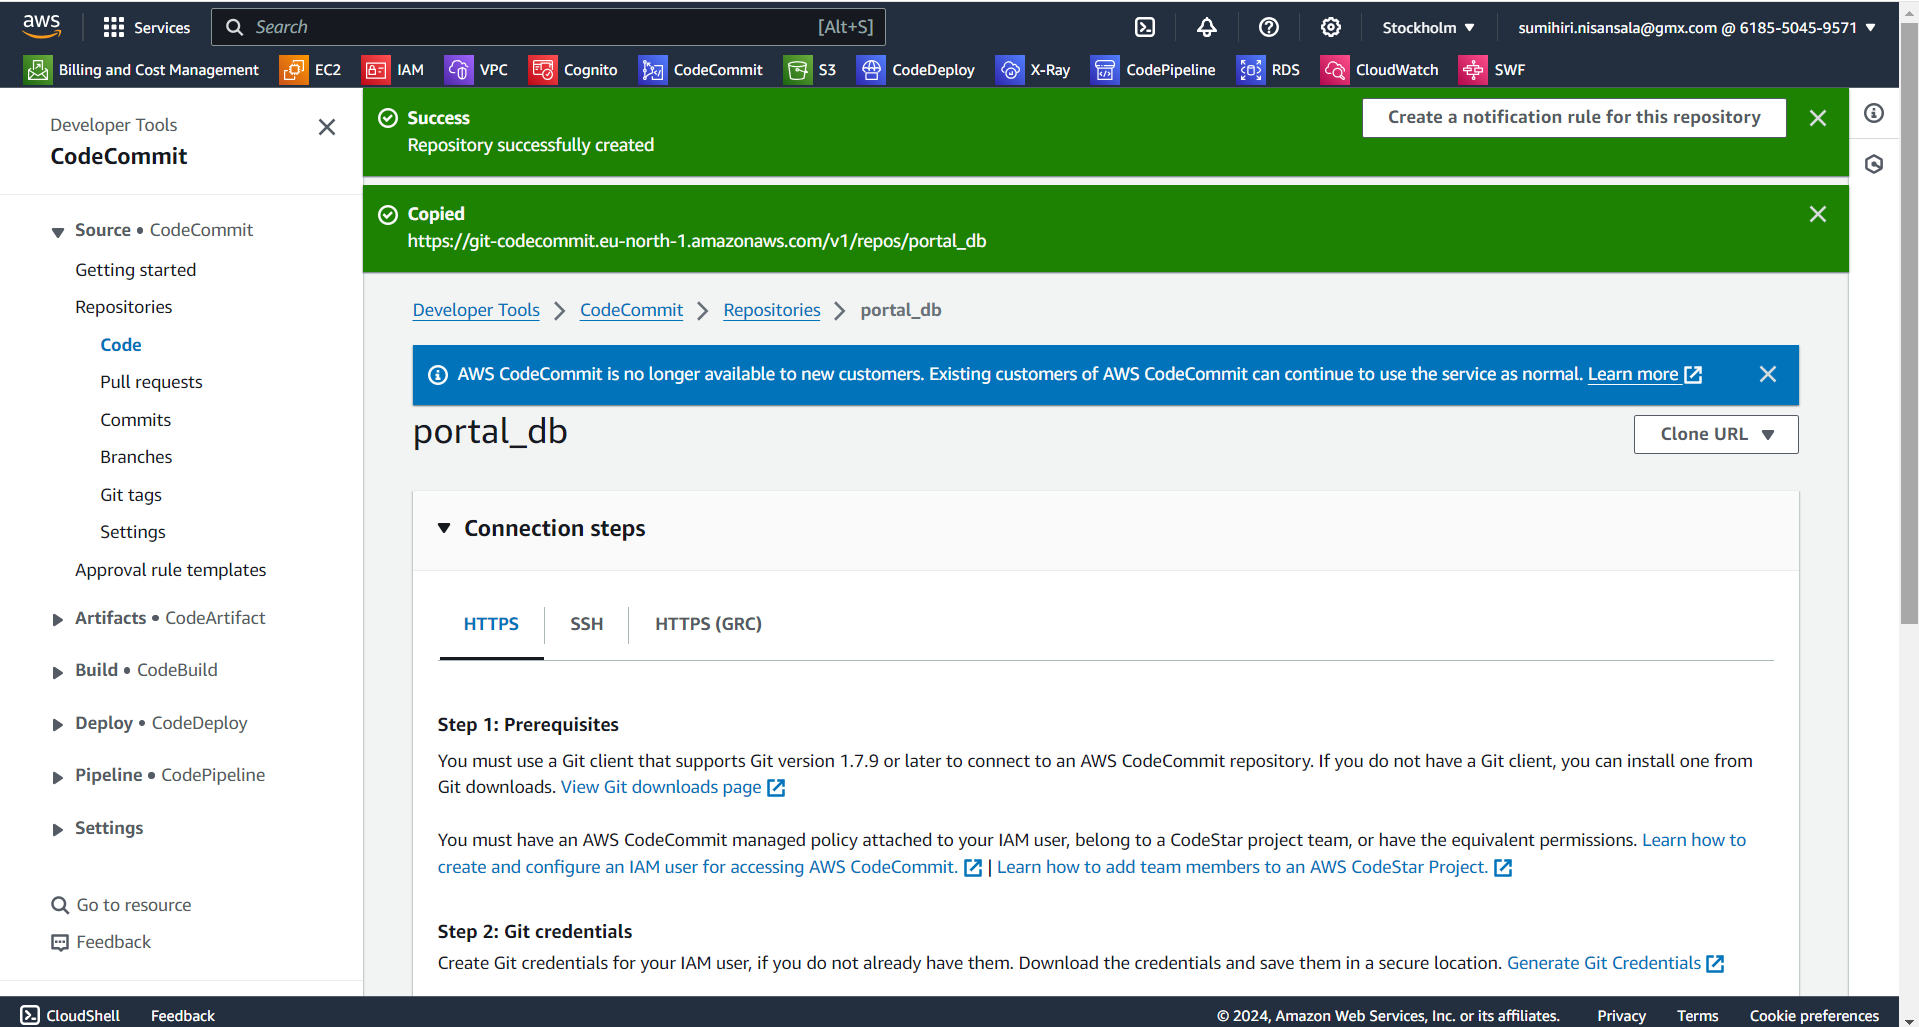 aws
Services
Search [Alt+S]
Stockholm ▼
sumihiri.nisansala@gmx.com @ 6185-5045-9571 ▼
Billing and Cost Management EC2 IAM VPC Cognito CodeCommit S3 CodeDeploy X-Ray CodePipeline RDS CloudWatch SWF
Developer Tools
CodeCommit
Source • CodeCommit
Getting started
Repositories
Code
Pull requests
Commits
Branches
Git tags
Settings
Approval rule templates
Artifacts • CodeArtifact
Build • CodeBuild
Deploy • CodeDeploy
Pipeline • CodePipeline
Settings
Go to resource
Feedback
Success
Repository successfully created
Create a notification rule for this repository
Copied
https://git-codecommit.eu-north-1.amazonaws.com/v1/repos/portal_db
Developer Tools > CodeCommit > Repositories > portal_db
AWS CodeCommit is no longer available to new customers. Existing customers of AWS CodeCommit can continue to use the service as normal. Learn more
portal_db
Clone URL ▼
Connection steps
HTTPS SSH HTTPS (GRC)
Step 1: Prerequisites
You must use a Git client that supports Git version 1.7.9 or later to connect to an AWS CodeCommit repository. If you do not have a Git client, you can install one from
Git downloads. View Git downloads page
You must have an AWS CodeCommit managed policy attached to your IAM user, belong to a CodeStar project team, or have the equivalent permissions. Learn how to
create and configure an IAM user for accessing AWS CodeCommit. | Learn how to add team members to an AWS CodeStar Project.
Step 2: Git credentials
Create Git credentials for your IAM user, if you do not already have them. Download the credentials and save them in a secure location. Generate Git Credentials
CloudShell Feedback
© 2024, Amazon Web Services, Inc. or its affiliates. Privacy Terms Cookie preferences